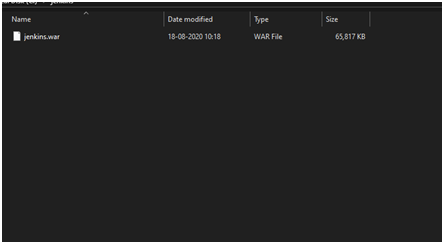 Name Date modified Type Size
jenkins.war 18-08-2020 10:18 WAR File 65,817 KB